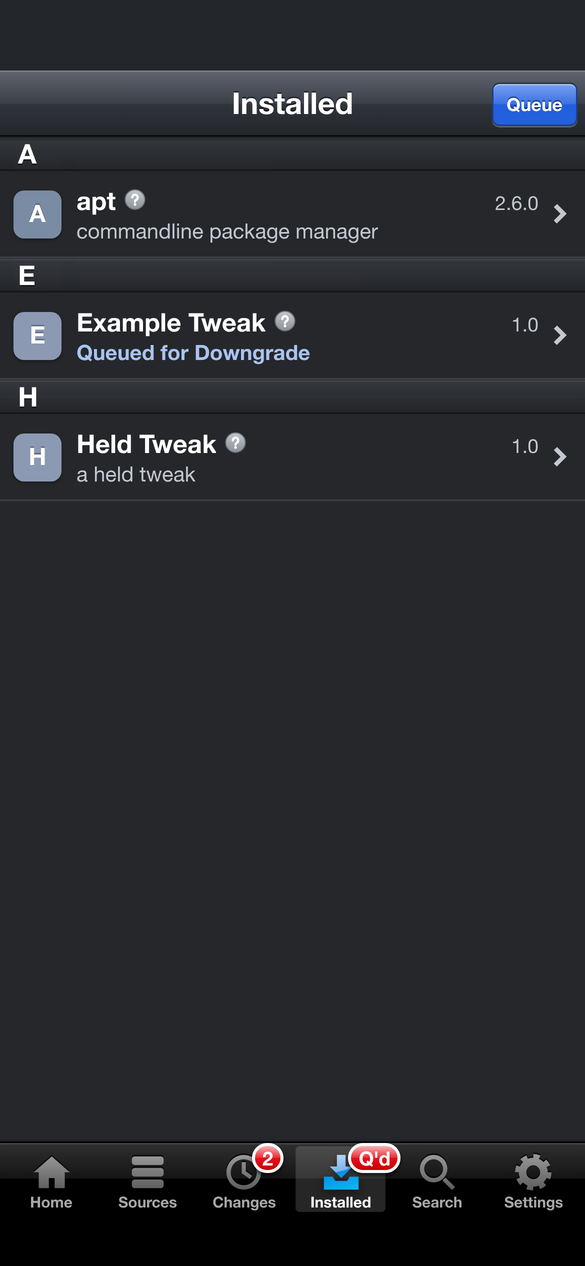 Installed
Queue
A
A
apt ?
2.6.0
commandline package manager
E
E
Example Tweak ?
1.0
Queued for Downgrade
H
H
Held Tweak ?
1.0
a held tweak
2
Q'd
Home
Sources
Changes
Installed
Search
Settings